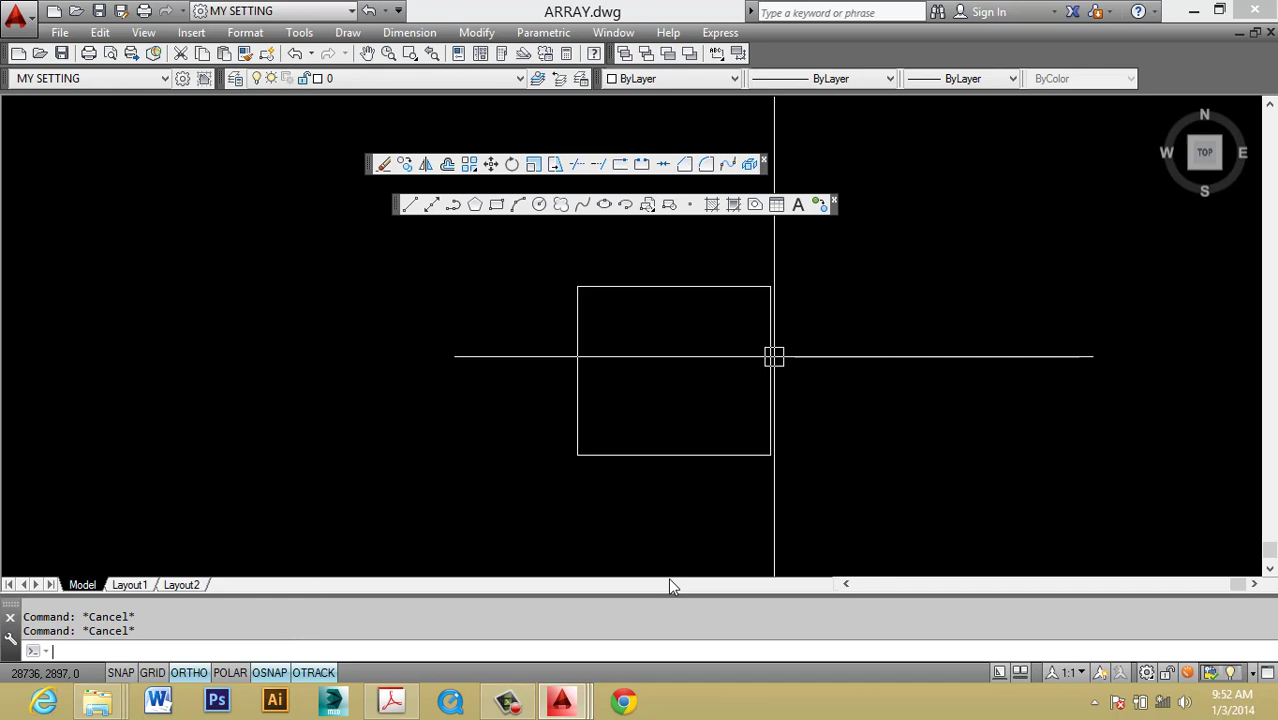 MY SETTING
ARRAY.dwg
Type a keyword or phrase
Sign In
File Edit View Insert Format Tools Draw Dimension Modify Parametric Window Help Express
MY SETTING
0
ByLayer
ByLayer
ByLayer
ByColor
N
W TOP E
S
A
Model Layout1 Layout2
Command: *Cancel*
Command: *Cancel*
28736, 2897, 0 SNAP GRID ORTHO POLAR OSNAP OTRACK
1:1
Ps Ai
9:52 AM
1/3/2014